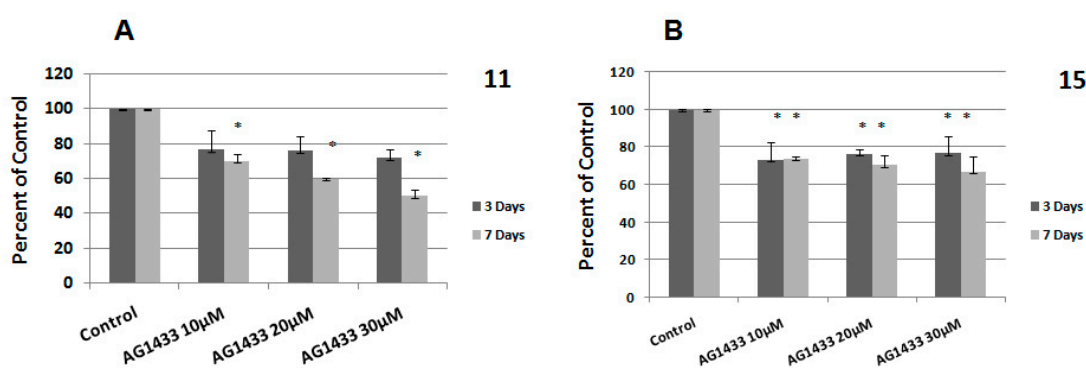 A
Percent of Control
120
100
80
60
40
20
0
* * *
Control
AG1433 10µM
AG1433 20µM
AG1433 30µM
11
3 Days
7 Days
B
Percent of Control
120
100
80
60
40
20
0
* * * * * *
Control
AG1433 10µM
AG1433 20µM
AG1433 30µM
15
3 Days
7 Days